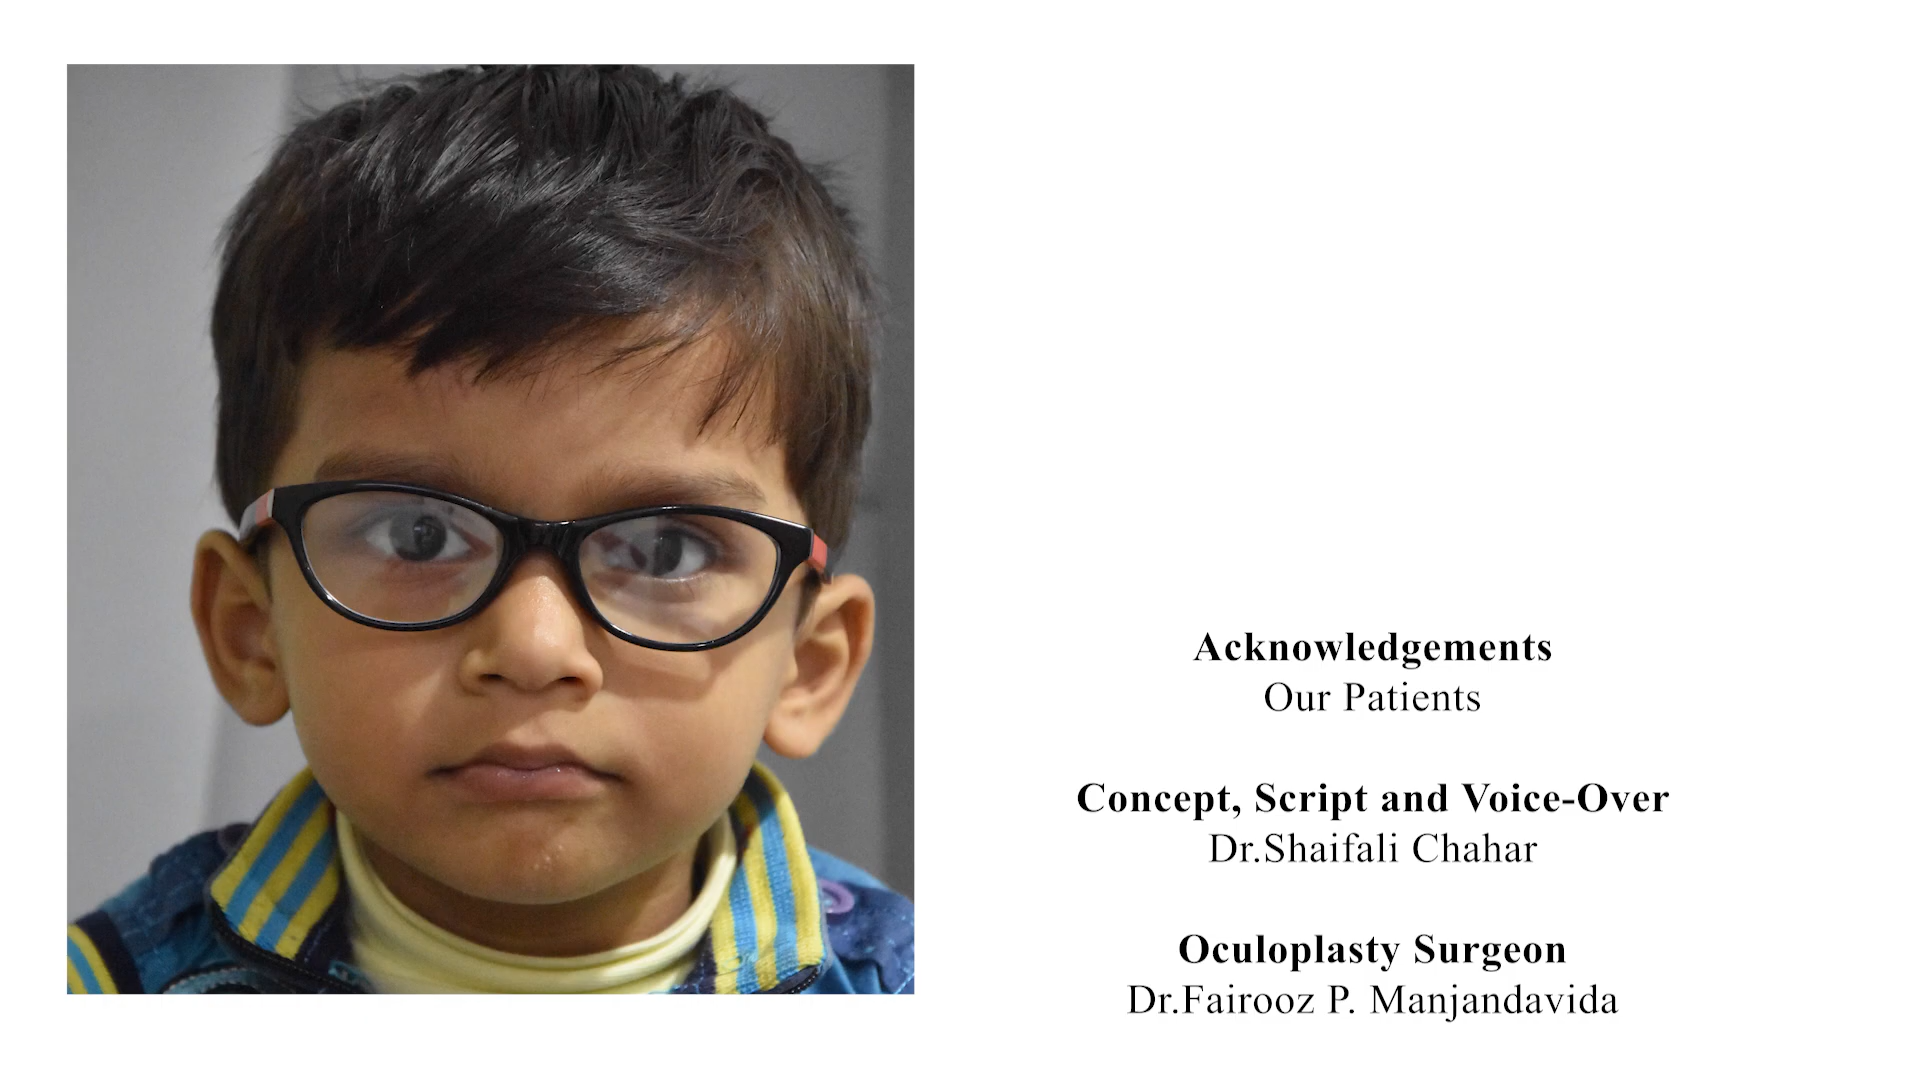 Acknowledgements
Our Patients
Concept, Script and Voice-Over
Dr.Shaifali Chahar
Oculoplasty Surgeon
Dr.Fairooz P. Manjandavida